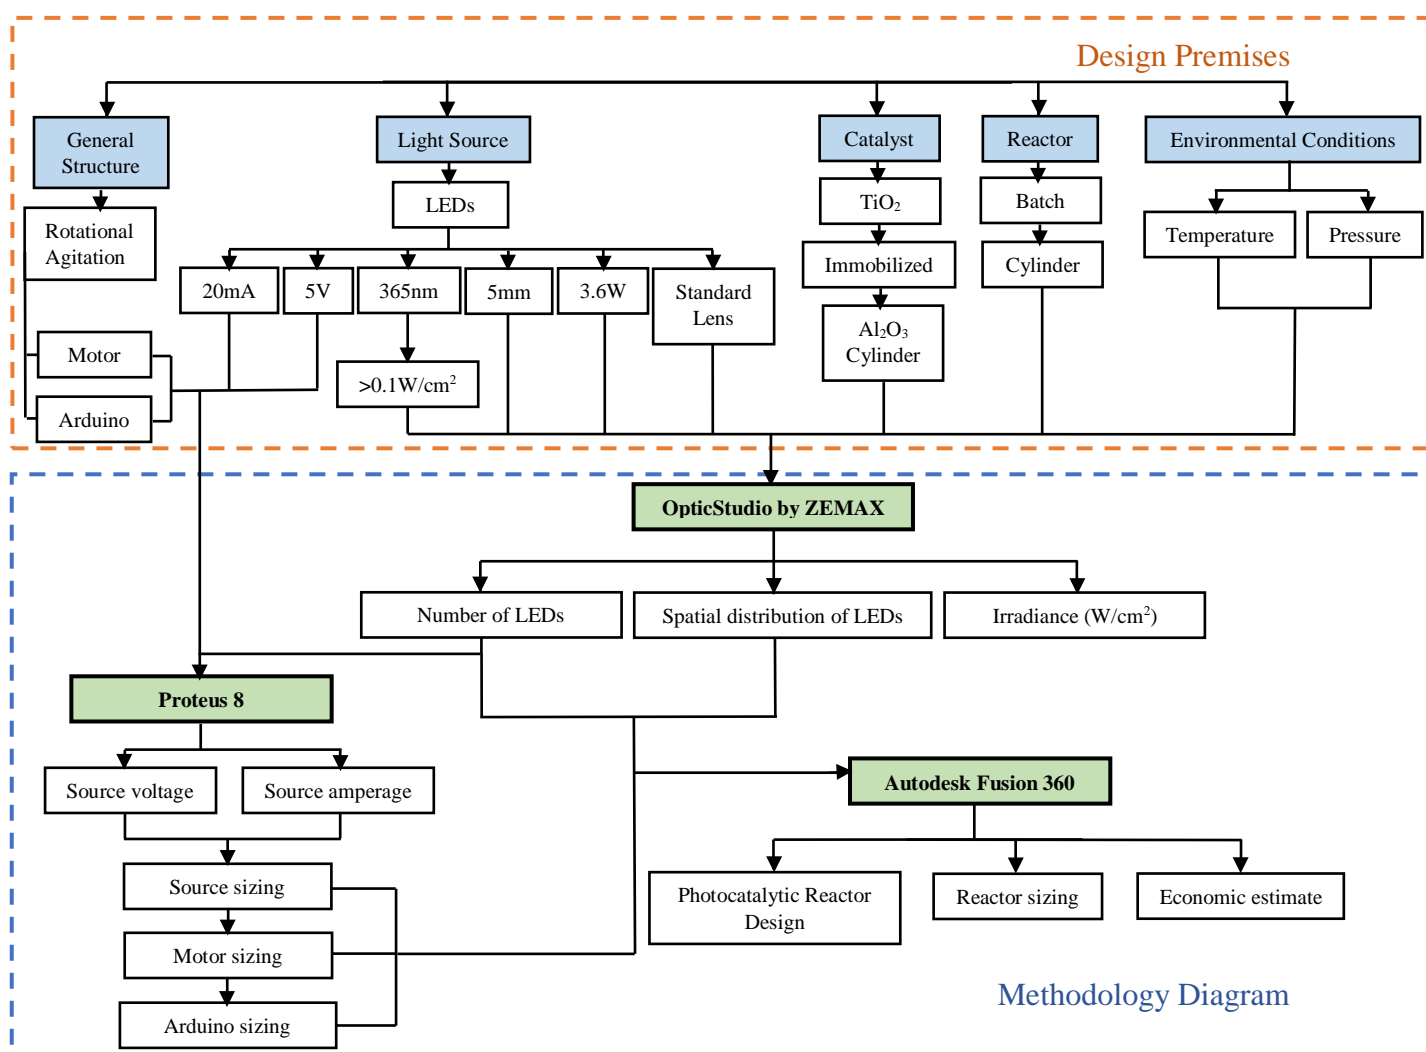 Design Premises
General
Structure
Light Source
Catalyst
Reactor
Environmental Conditions
Rotational
Agitation
LEDs
TiO₂
Batch
Temperature
Pressure
20mA
5V
365nm
5mm
3.6W
Standard
Lens
Immobilized
Cylinder
Motor
>0.1W/cm²
Al₂O₃
Cylinder
Arduino
OpticStudio by ZEMAX
Number of LEDs
Spatial distribution of LEDs
Irradiance (W/cm²)
Proteus 8
Source voltage
Source amperage
Autodesk Fusion 360
Source sizing
Photocatalytic Reactor
Design
Reactor sizing
Economic estimate
Motor sizing
Arduino sizing
Methodology Diagram